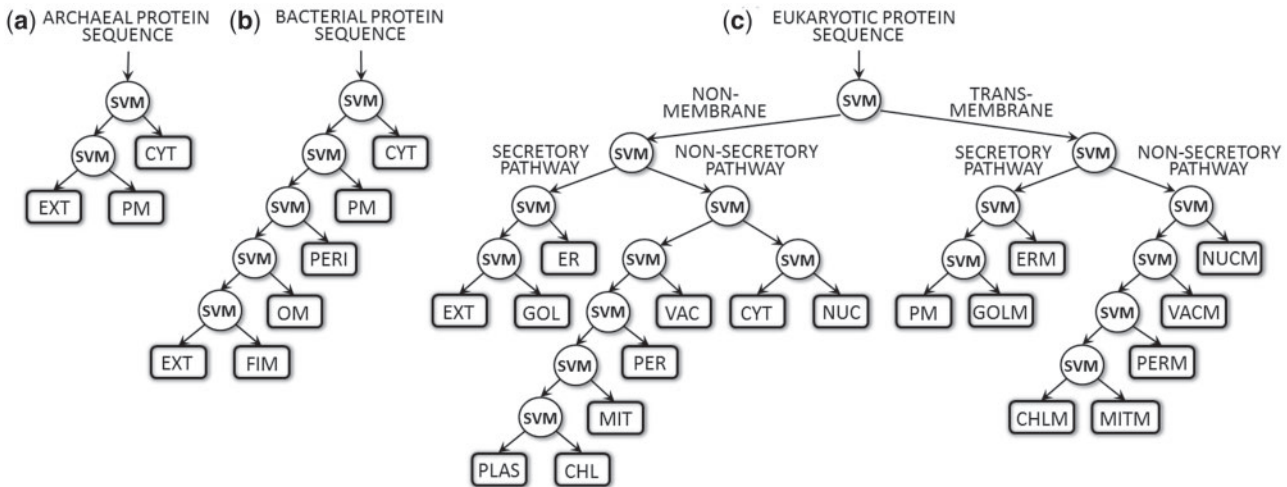 (a) ARCHAEAL PROTEIN
SEQUENCE
SVM
SVM
CYT
EXT
PM
(b) BACTERIAL PROTEIN
SEQUENCE
SVM
SVM
CYT
SVM
PM
SVM
PERI
SVM
OM
EXT
FIM
(c) EUKARYOTIC PROTEIN
SEQUENCE
SVM
NON-
MEMBRANE
TRANS-
MEMBRANE
SVM
SECRETORY
PATHWAY
NON-SECRETORY
PATHWAY
SVM
SVM
SVM
ER
SVM
SVM
EXT
GOL
SVM
VAC
CYT
NUC
SVM
PER
SVM
MIT
PLAS
CHL
SVM
SECRETORY
PATHWAY
NON-SECRETORY
PATHWAY
SVM
SVM
SVM
ERM
SVM
NUCM
PM
GOLM
SVM
VACM
SVM
PERM
CHLM
MITM